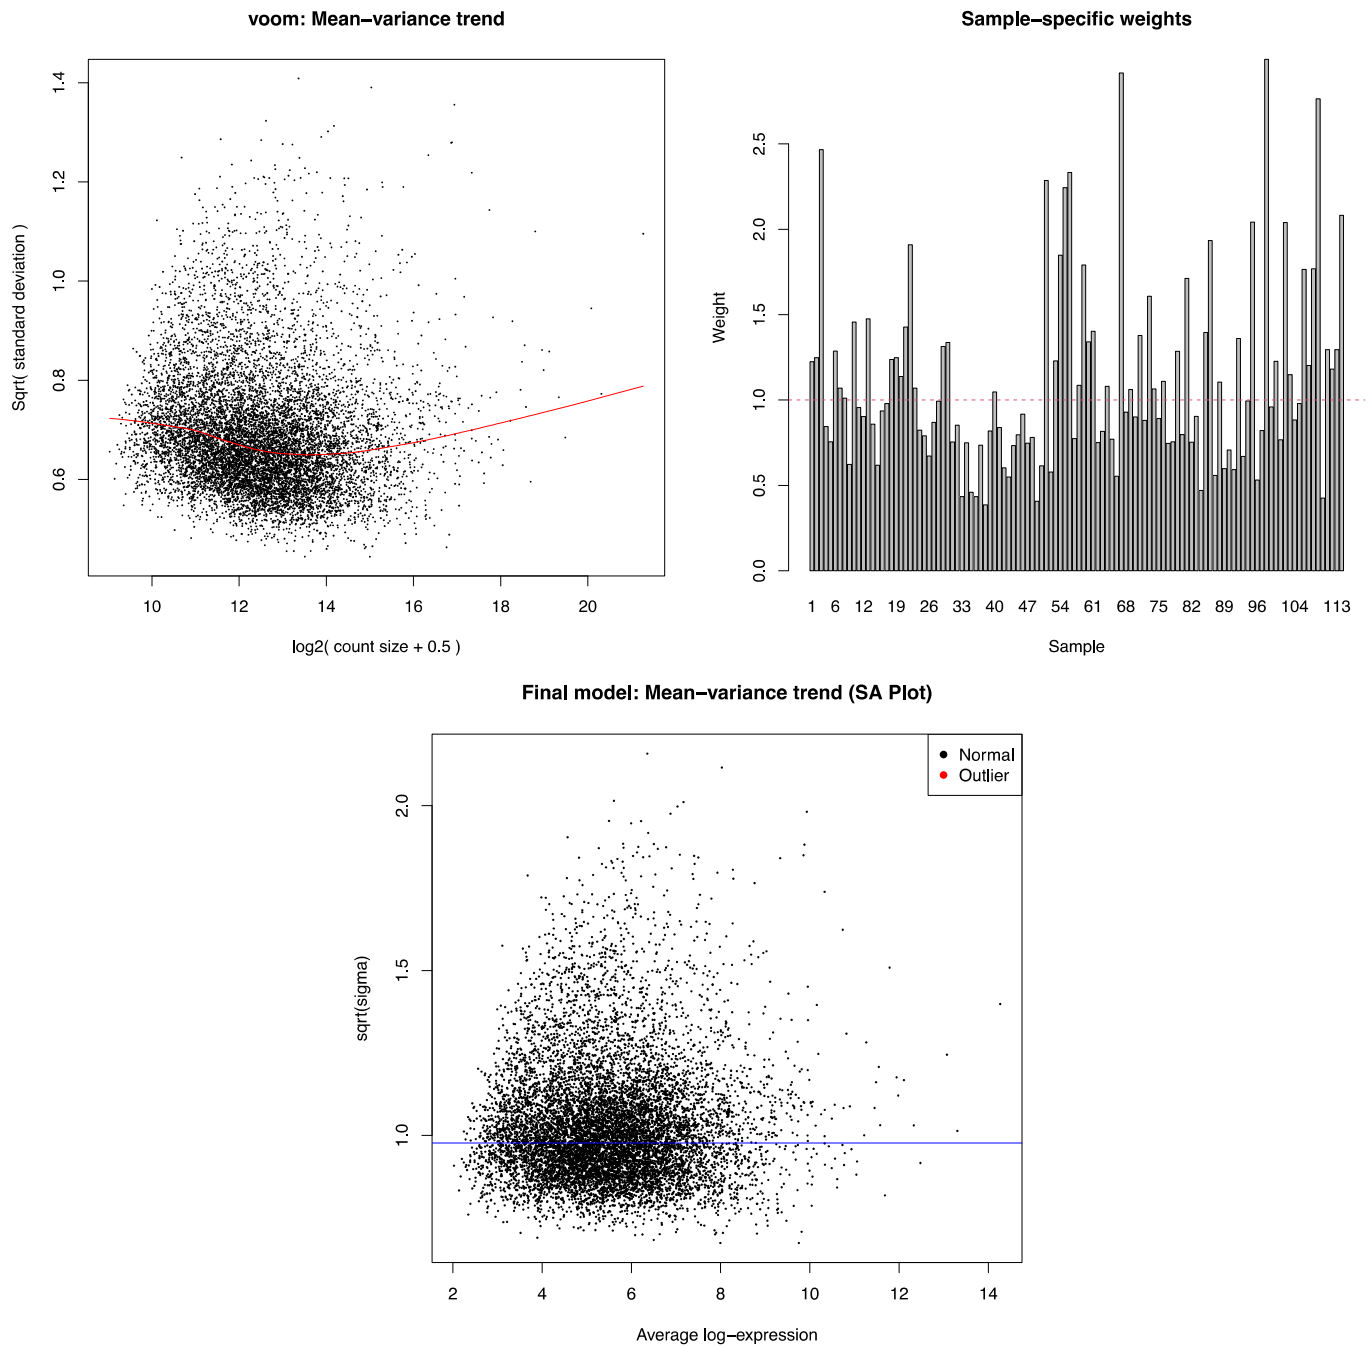 voom: Mean−variance trend
Sqrt( standard deviation )
1.4
1.2
1.0
0.8
0.6
10 12 14 16 18 20
log2( count size + 0.5 )
Sample−specific weights
Weight
2.5
2.0
1.5
1.0
0.5
0.0
1 6 12 19 26 33 40 47 54 61 68 75 82 89 96 104 113
Sample
Final model: Mean−variance trend (SA Plot)
Normal
Outlier
sqrt(sigma)
2.0
1.5
1.0
2 4 6 8 10 12 14
Average log−expression